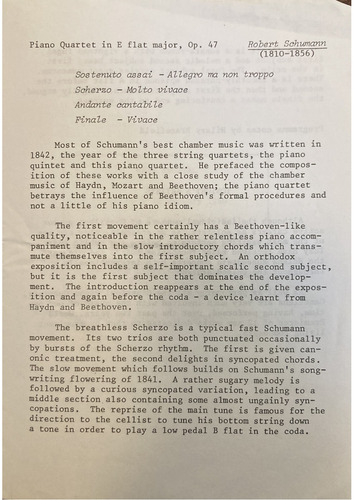 Piano Quartet in E flat major, Op. 47 Robert Schumann
(1810-1856)
Sostenuto assai - Allegro ma non troppo
Scherzo - Molto vivace
Andante cantabile
Finale - Vivace
Most of Schumann's best chamber music was written in
1842, the year of the three string quartets, the piano
quintet and this piano quartet. He prefaced the compos-
ition of these works with a close study of the chamber
music of Haydn, Mozart and Beethoven; the piano quartet
betrays the influence of Beethoven's formal procedures and
not a little of his piano idiom.
The first movement certainly has a Beethoven-like
quality, noticeable in the rather relentless piano accom-
paniment and in the slow introductory chords which trans-
mute themselves into the first subject. An orthodox
exposition includes a self-important scalic second subject,
but it is the first subject that dominates the develop-
ment. The introduction reappears at the end of the expos-
ition and again before the coda - a device learnt from
Haydn and Beethoven.
The breathless Scherzo is a typical fast Schumann
movement. Its two trios are both punctuated occasionally
by bursts of the Scherzo rhythm. The first is given can-
onic treatment, the second delights in syncopated chords.
The slow movement which follows builds on Schumann's song-
writing flowering of 1841. A rather sugary melody is
followed by a curious syncopated variation, leading to a
middle section also containing some almost ungainly syn-
copations. The reprise of the main tune is famous for the
direction to the cellist to tune his bottom string down
a tone in order to play a low pedal B flat in the coda.